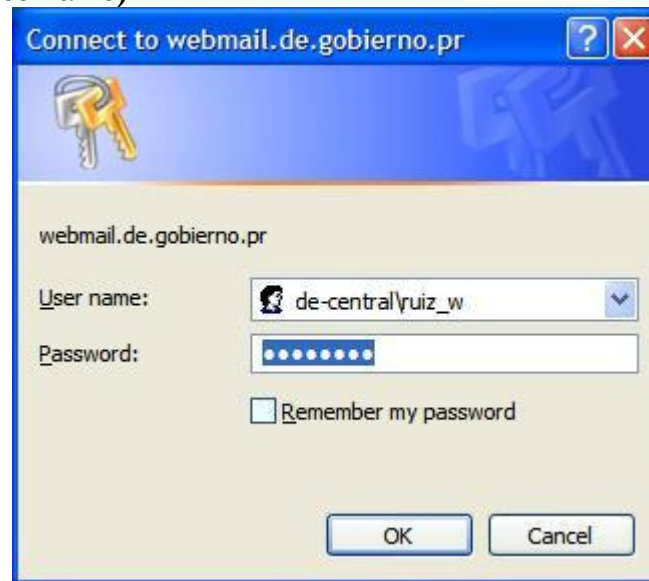 Connect to webmail.de.gobierno.pr
webmail.de.gobierno.pr
User name: de-central\ruiz_w
Password: ••••••••
Remember my password
OK Cancel